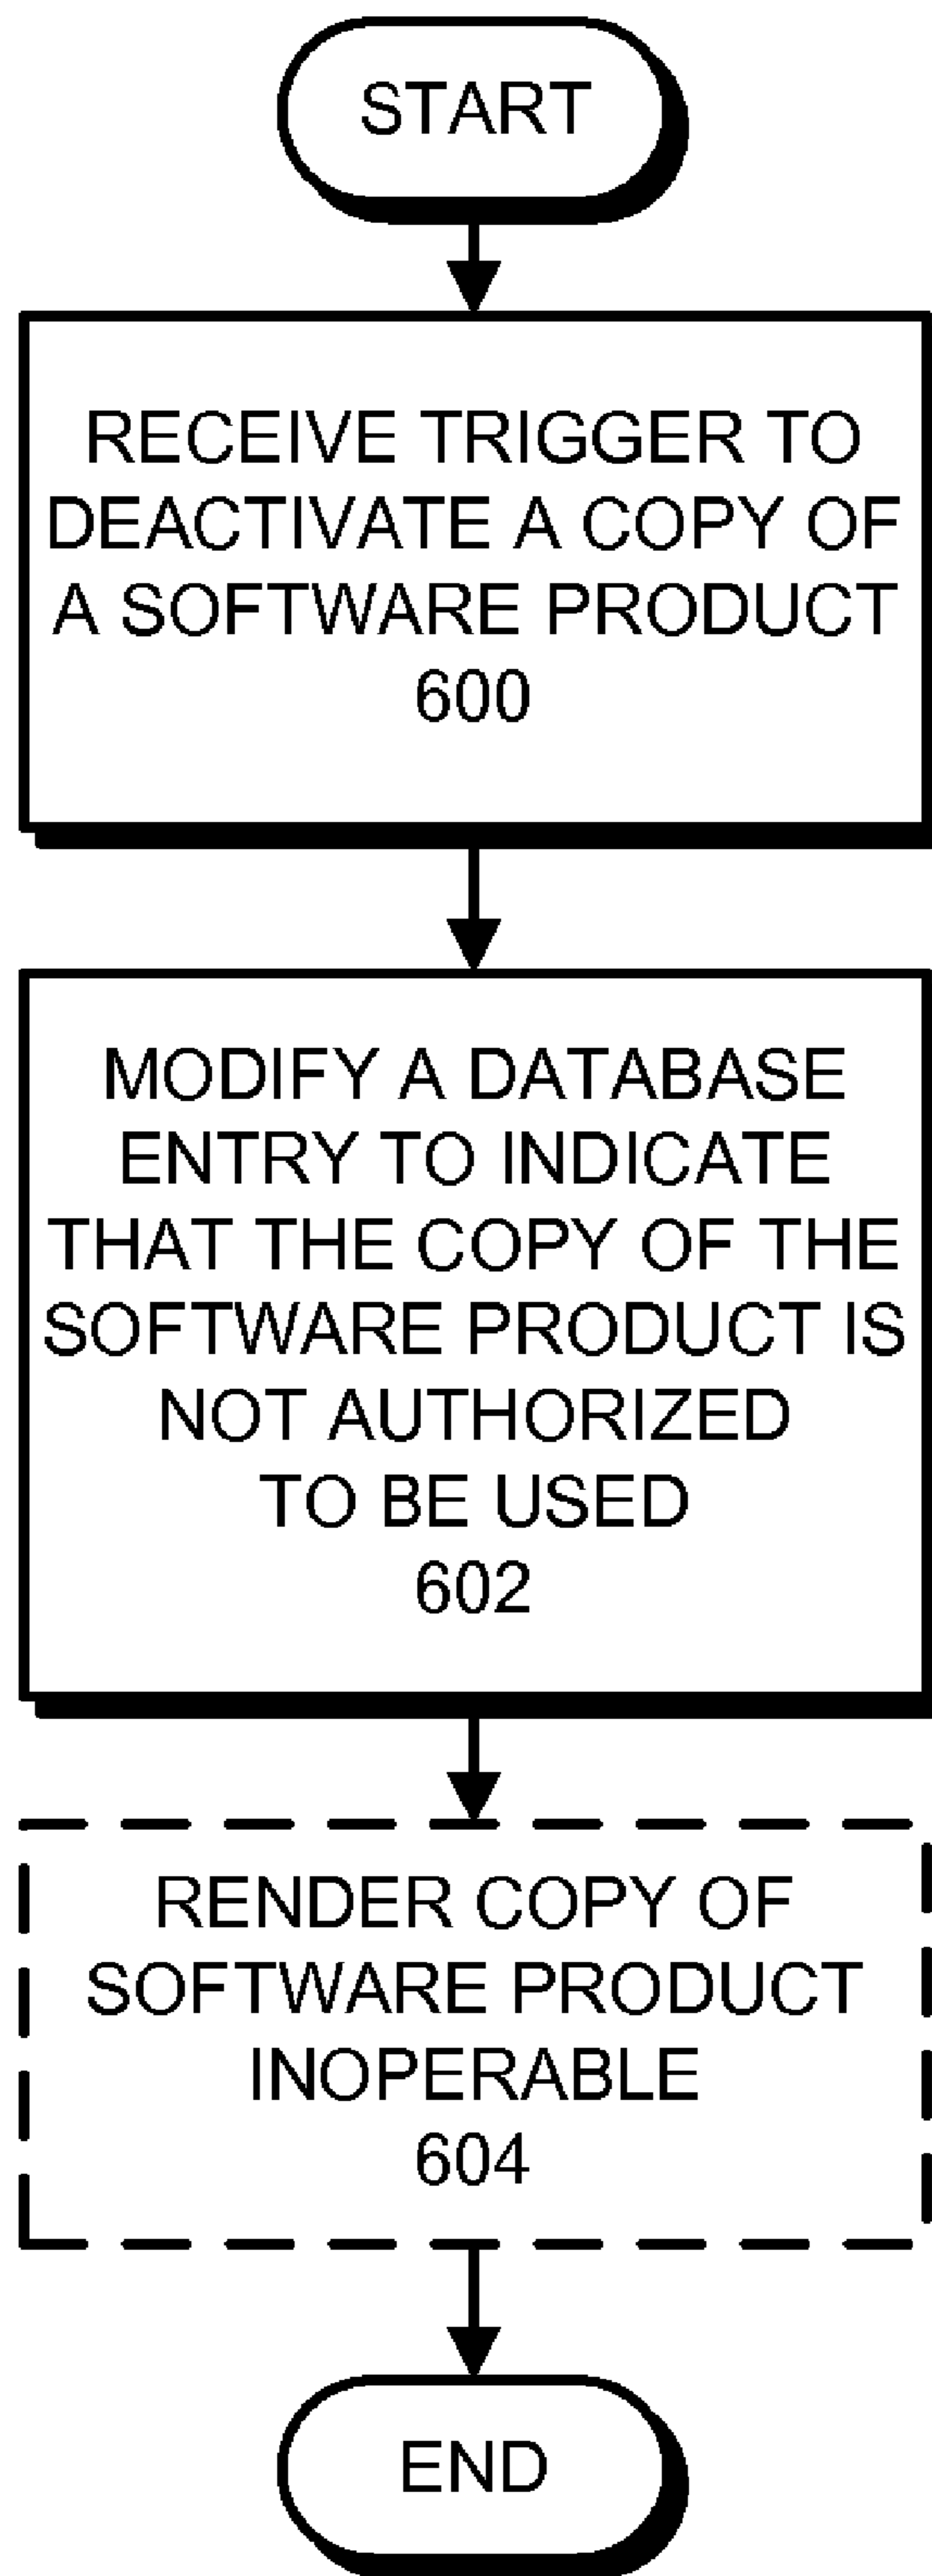 START
RECEIVE TRIGGER TO
DEACTIVATE A COPY OF
A SOFTWARE PRODUCT
600
MODIFY A DATABASE
ENTRY TO INDICATE
THAT THE COPY OF THE
SOFTWARE PRODUCT IS
NOT AUTHORIZED
TO BE USED
602
RENDER COPY OF
SOFTWARE PRODUCT
INOPERABLE
604
END